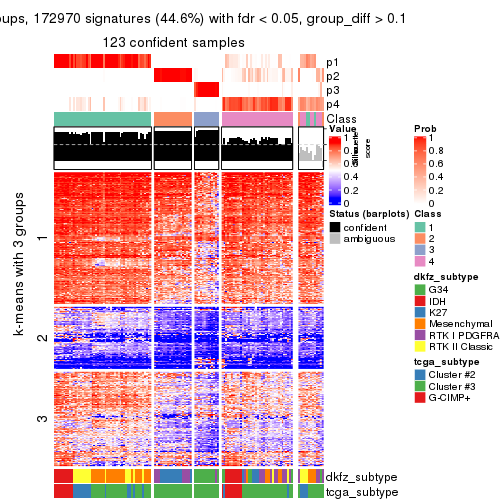 oups, 172970 signatures (44.6%) with fdr < 0.05, group_diff > 0.1
123 confident samples
p1
p2
p3
p4
Class
Silhouette
score
k-means with 3 groups
1
2
3
dkfz_subtype
tcga_subtype
Value
1
0.8
0.6
0.4
0.2
0
Status (barplots)
confident
ambiguous
Prob
1
0.8
0.6
0.4
0.2
0
Class
1
2
3
4
dkfz_subtype
G34
IDH
K27
Mesenchymal
RTK I PDGFRA
RTK II Classic
tcga_subtype
Cluster #2
Cluster #3
G-CIMP+